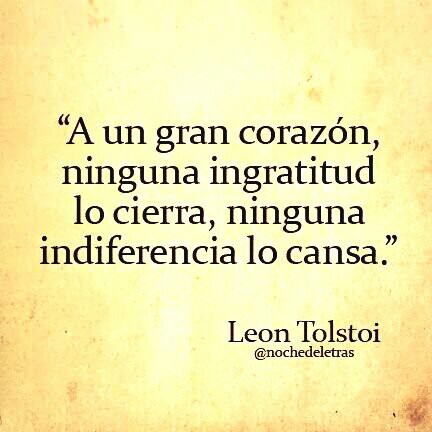 “A un gran corazón,
ninguna ingratitud
lo cierra, ninguna
indiferencia lo cansa.”
Leon Tolstoi
@nochedeletras